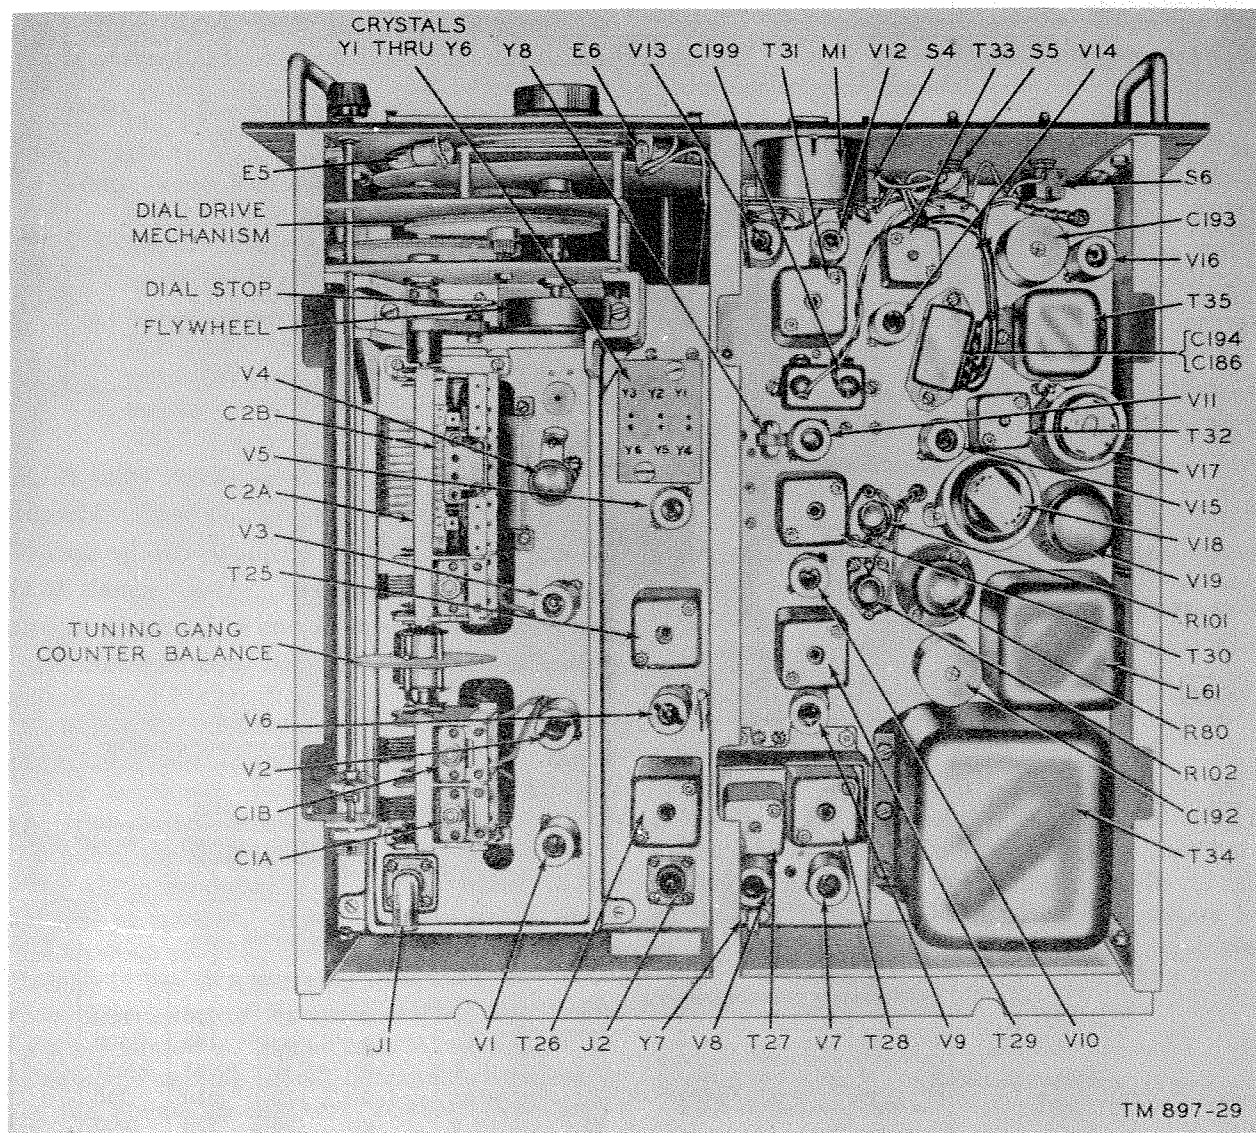 CRYSTALS
Y1 THRU Y6
Y8
E6
V13
C199
T31
M1
V12
S4
T33
S5
V14
E5
DIAL DRIVE
MECHANISM
DIAL STOP
FLYWHEEL
V4
C2B
V5
C2A
V3
T25
TUNING GANG
COUNTER BALANCE
V6
V2
C1B
C1A
Y3 Y2 Y1
Y6 Y5 Y4
S6
C193
V16
T35
C194
C186
V11
T32
V17
V15
V18
V19
R101
T30
L61
R80
R102
C192
T34
J1
V1
T26
J2
Y7
V8
T27
V7
T28
V9
T29
V10
TM 897-29